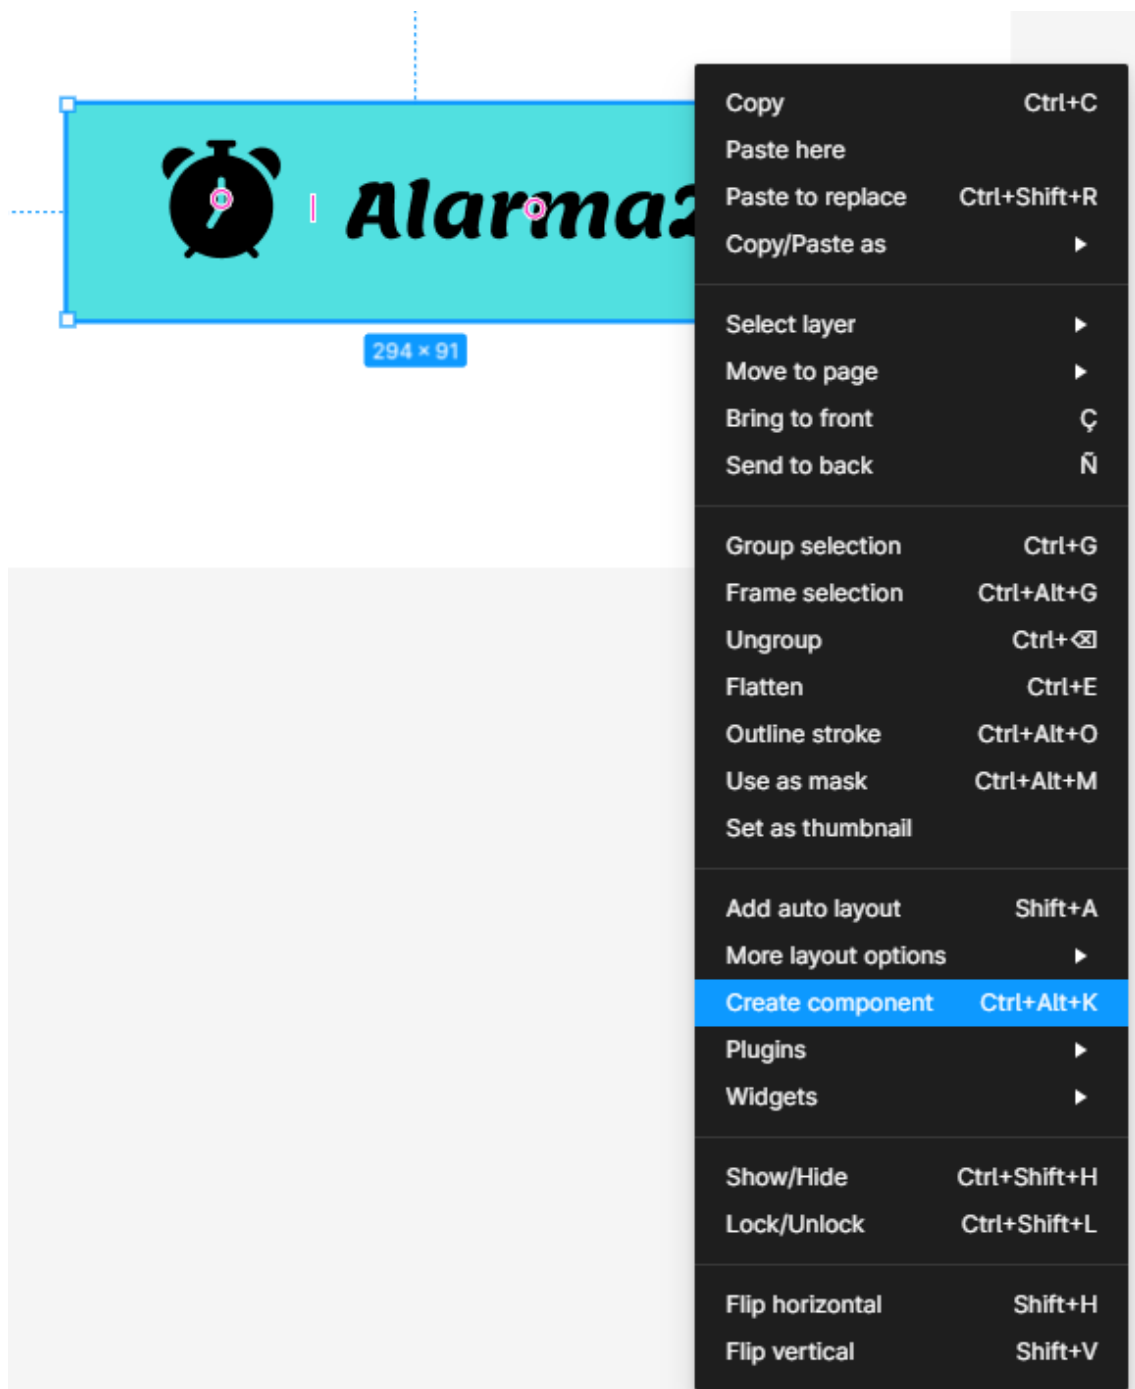 Alarma2
294 × 91
Copy Ctrl+C
Paste here
Paste to replace Ctrl+Shift+R
Copy/Paste as
Select layer
Move to page
Bring to front Ç
Send to back Ñ
Group selection Ctrl+G
Frame selection Ctrl+Alt+G
Ungroup Ctrl+⌫
Flatten Ctrl+E
Outline stroke Ctrl+Alt+O
Use as mask Ctrl+Alt+M
Set as thumbnail
Add auto layout Shift+A
More layout options
Create component Ctrl+Alt+K
Plugins
Widgets
Show/Hide Ctrl+Shift+H
Lock/Unlock Ctrl+Shift+L
Flip horizontal Shift+H
Flip vertical Shift+V